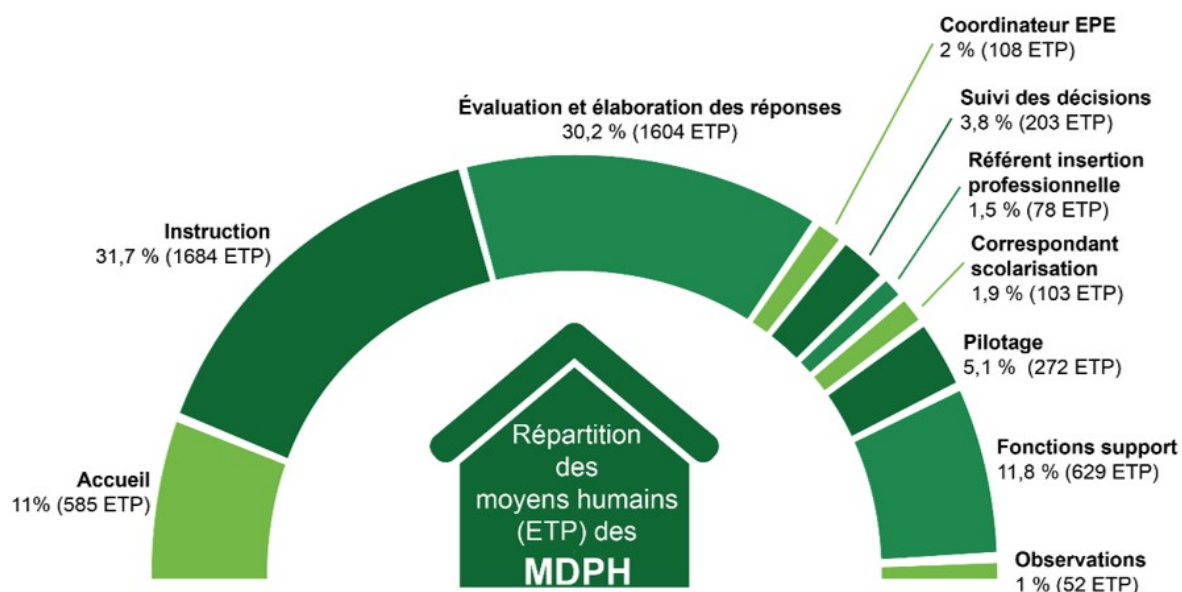 Coordinateur EPE
2 % (108 ETP)
Évaluation et élaboration des réponses
30,2 % (1604 ETP)
Suivi des décisions
3,8 % (203 ETP)
Référent insertion
professionnelle
1,5 % (78 ETP)
Instruction
31,7 % (1684 ETP)
Correspondant
scolarisation
1,9 % (103 ETP)
Pilotage
5,1 % (272 ETP)
Accueil
11% (585 ETP)
Fonctions support
11,8 % (629 ETP)
Observations
1 % (52 ETP)
Répartition
des
moyens humains
(ETP) des
MDPH